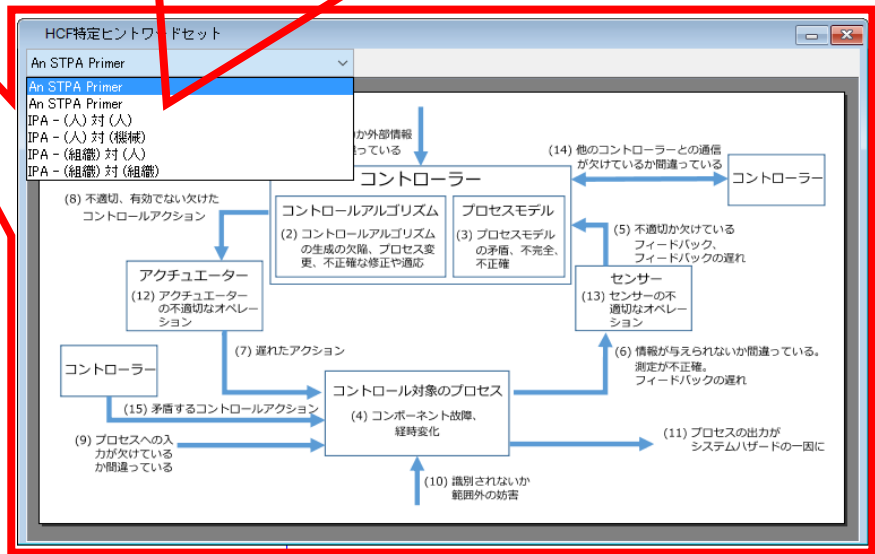 HCF特定ヒントワードセット
An STPA Primer
An STPA Primer
An STPA Primer
IPA - (人) 対 (人)
IPA - (人) 対 (機械)
IPA - (組織) 対 (人)
IPA - (組織) 対 (組織)
か外部情報
っている
(14) 他のコントローラーとの通信
が欠けているか間違っている
コントローラー
コントローラー
(8) 不適切、有効でない欠けた
コントロールアクション
コントロールアルゴリズム
(2) コントロールアルゴリズム
の生成の欠陥、プロセス変
更、不正確な修正や適応
プロセスモデル
(3) プロセスモデル
の矛盾、不完全、
不正確
(5) 不適切か欠けている
フィードバック、
フィードバックの遅れ
アクチュエーター
(12) アクチュエーター
の不適切なオペレー
ション
センサー
(13) センサーの不
適切なオペレー
ション
(7) 遅れたアクション
(6) 情報が与えられないか間違っている。
測定が不正確。
フィードバックの遅れ
コントローラー
(15) 矛盾するコントロールアクション
コントロール対象のプロセス
(4) コンポーネント故障、
経時変化
(9) プロセスへの入
力が欠けている
か間違っている
(11) プロセスの出力が
システムハザードの一因に
(10) 識別されないか
範囲外の妨害